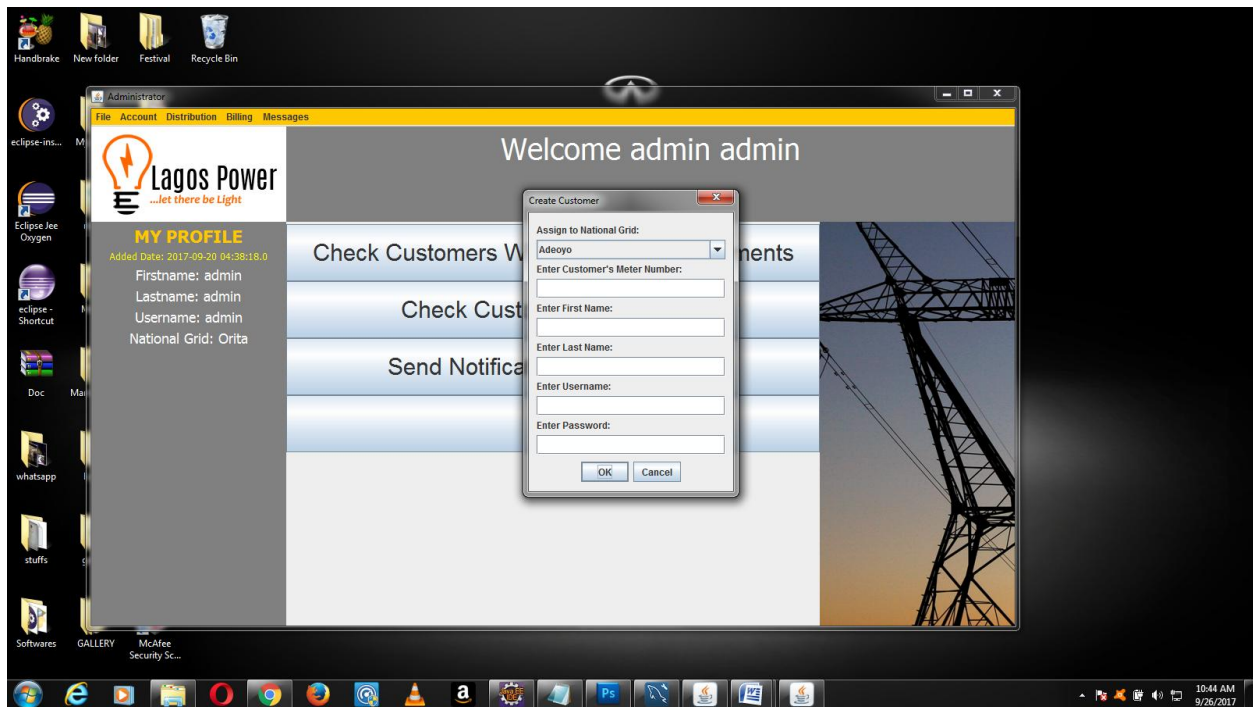 Handbrake
New folder
Festival
Recycle Bin
Administrator
File Account Distribution Billing Messages
eclipse-ins...
Lagos Power
...let there be Light
Welcome admin admin
Create Customer
Eclipse Jee
Oxygen
MY PROFILE
Added Date: 2017-09-20 04:38:18.0
Firstname: admin
Lastname: admin
Username: admin
National Grid: Orita
Check Customers
Check
Send
Assign to National Grid:
Adeoyo
Enter Customer's Meter Number:
Enter First Name:
Enter Last Name:
Enter Username:
Enter Password:
OK Cancel
eclipse -
Shortcut
Doc
whatsapp
stuffs
Softwares
GALLERY
McAfee
Security Sc...
a
Ps
10:44 AM
9/26/2017